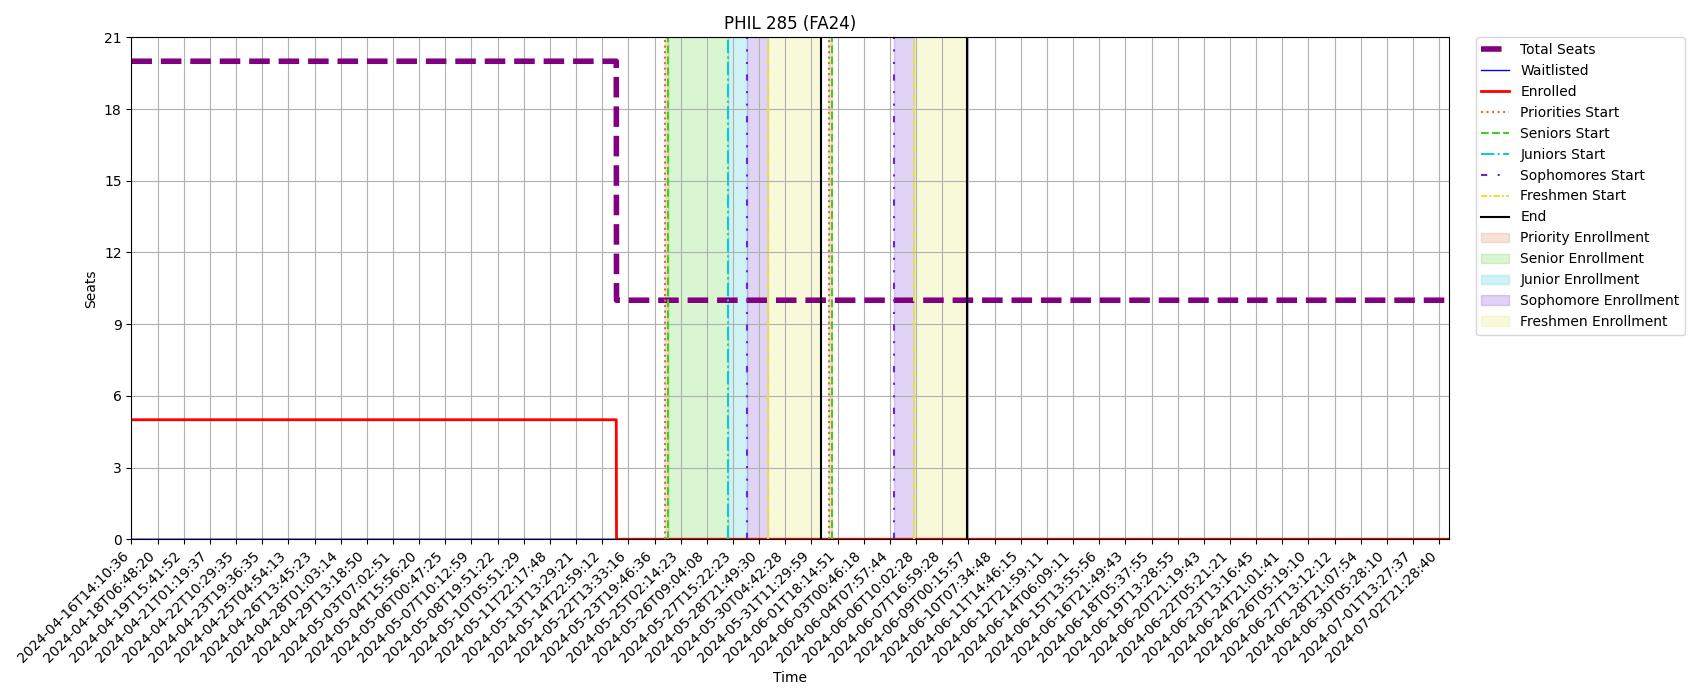 PHIL 285 (FA24)
21
18
15
12
9
6
3
0
Seats
2024-04-16T14:10:36
2024-04-18T06:48:20
2024-04-19T15:41:52
2024-04-21T01:19:37
2024-04-22T10:29:35
2024-04-23T19:36:35
2024-04-25T04:54:13
2024-04-26T13:45:23
2024-04-28T01:03:14
2024-04-29T13:18:50
2024-05-03T07:02:51
2024-05-04T15:56:20
2024-05-06T00:47:25
2024-05-07T10:12:59
2024-05-08T19:51:22
2024-05-10T05:51:29
2024-05-11T22:17:48
2024-05-13T13:29:21
2024-05-14T22:59:12
2024-05-22T23:33:16
2024-05-23T19:46:36
2024-05-25T02:14:23
2024-05-26T09:04:08
2024-05-27T15:22:23
2024-05-28T21:49:30
2024-05-30T04:42:28
2024-05-31T11:29:59
2024-06-01T18:14:51
2024-06-03T00:46:18
2024-06-04T07:57:44
2024-06-06T10:02:28
2024-06-07T16:59:28
2024-06-09T00:15:57
2024-06-10T07:34:48
2024-06-11T14:46:15
2024-06-12T21:59:11
2024-06-14T06:09:11
2024-06-15T13:55:56
2024-06-16T21:49:43
2024-06-18T05:37:55
2024-06-19T13:28:55
2024-06-20T21:19:43
2024-06-22T05:21:21
2024-06-23T13:16:45
2024-06-24T21:01:41
2024-06-26T05:19:10
2024-06-27T13:12:12
2024-06-28T21:07:54
2024-06-30T05:28:10
2024-07-01T13:27:37
2024-07-02T21:28:40
Time
Total Seats
Waitlisted
Enrolled
Priorities Start
Seniors Start
Juniors Start
Sophomores Start
Freshmen Start
End
Priority Enrollment
Senior Enrollment
Junior Enrollment
Sophomore Enrollment
Freshmen Enrollment